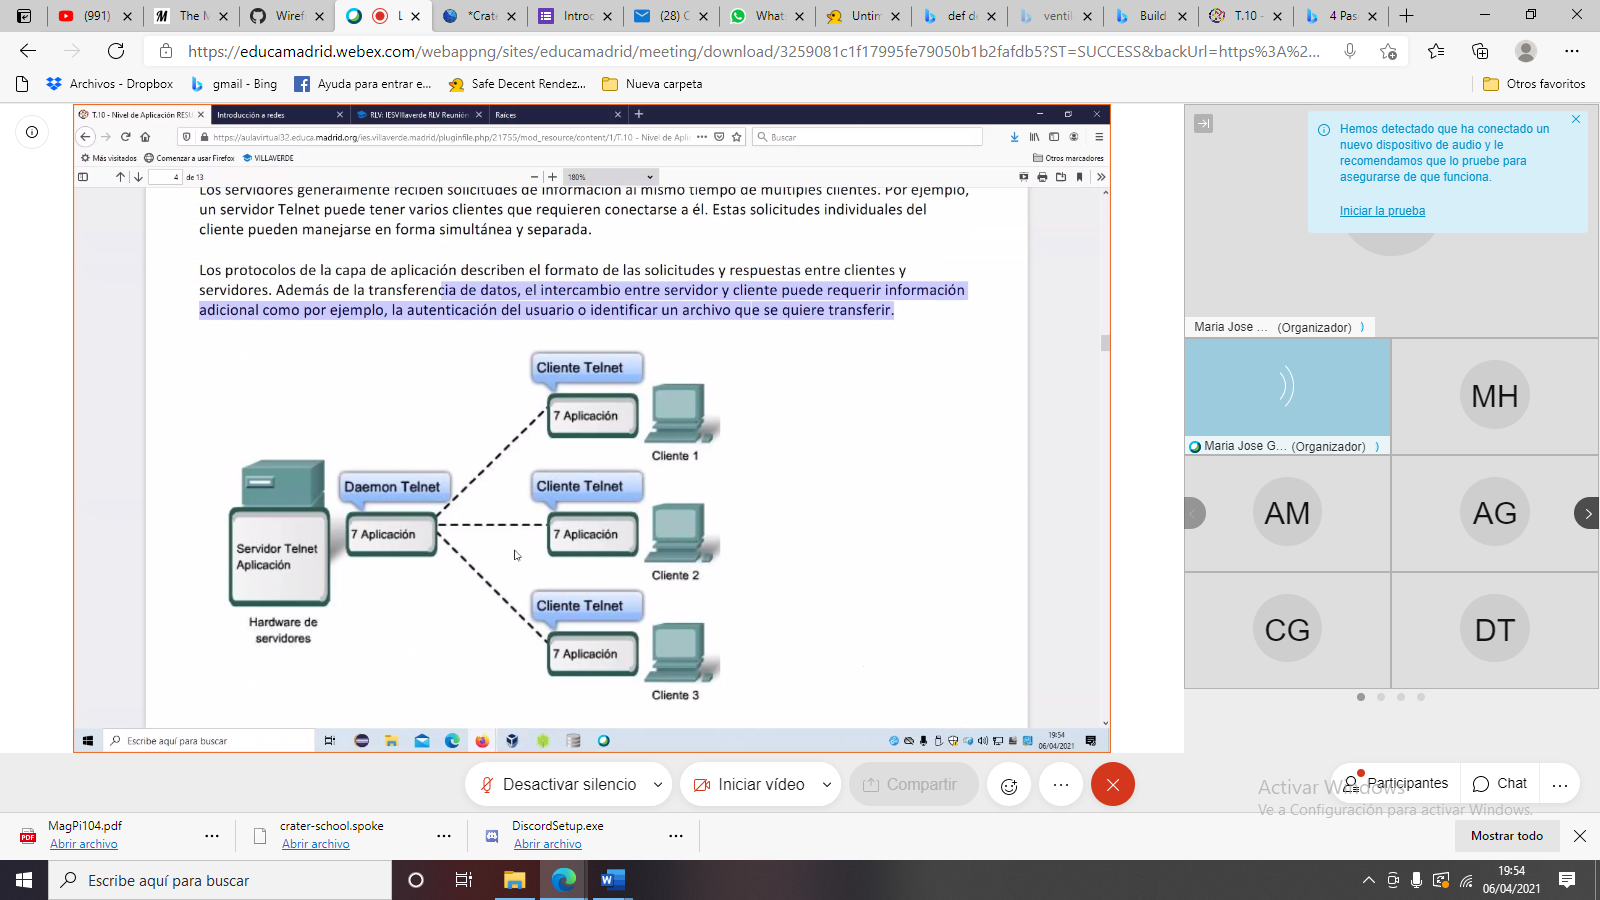 (991)
The M
Wiref
L
*Crate
Introc
(28) C
Whats
Untin
def de
ventil
Build
T.10 -
4 Pas
https://educamadrid.webex.com/webappng/sites/educamadrid/meeting/download/3259081c1f17995fe79050b1b2fafdb5?ST=SUCCESS&backUrl=https%3A%2...
Archivos - Dropbox
gmail - Bing
Ayuda para entrar e...
Safe Decent Rendez...
Nueva carpeta
Otros favoritos
T.10 - Nivel de Aplicación RESU
Introducción a redes
RLV: IESVillaverde RLV Reunión
Raíces
https://aulavirtual32.educa.madrid.org/ies.villaverde.madrid/pluginfile.php/21755/mod_resource/content/1/T.10 - Nivel de Apli
Buscar
Más visitados
Comenzar a usar Firefox
VILLAVERDE
Otros marcadores
4
de 13
180%
Los servidores generalmente reciben solicitudes de información al mismo tiempo de múltiples clientes. Por ejemplo,
un servidor Telnet puede tener varios clientes que requieren conectarse a él. Estas solicitudes individuales del
cliente pueden manejarse en forma simultánea y separada.
Los protocolos de la capa de aplicación describen el formato de las solicitudes y respuestas entre clientes y
servidores. Además de la transferencia de datos, el intercambio entre servidor y cliente puede requerir información
adicional como por ejemplo, la autenticación del usuario o identificar un archivo que se quiere transferir.
Cliente Telnet
7 Aplicación
Cliente 1
Daemon Telnet
7 Aplicación
Servidor Telnet
Aplicación
Hardware de
servidores
Cliente Telnet
7 Aplicación
Cliente 2
Cliente Telnet
7 Aplicación
Cliente 3
Escribe aquí para buscar
19:54
06/04/2021
Hemos detectado que ha conectado un
nuevo dispositivo de audio y le
recomendamos que lo pruebe para
asegurarse de que funciona.
Iniciar la prueba
Maria Jose ... (Organizador)
Maria Jose G... (Organizador)
MH
AM
AG
CG
DT
Desactivar silencio
Iniciar vídeo
Compartir
Participantes
Chat
Activar Windows
Ve a Configuración para activar Windows.
MagPi104.pdf
Abrir archivo
crater-school.spoke
Abrir archivo
DiscordSetup.exe
Abrir archivo
Mostrar todo
Escribe aquí para buscar
19:54
06/04/2021